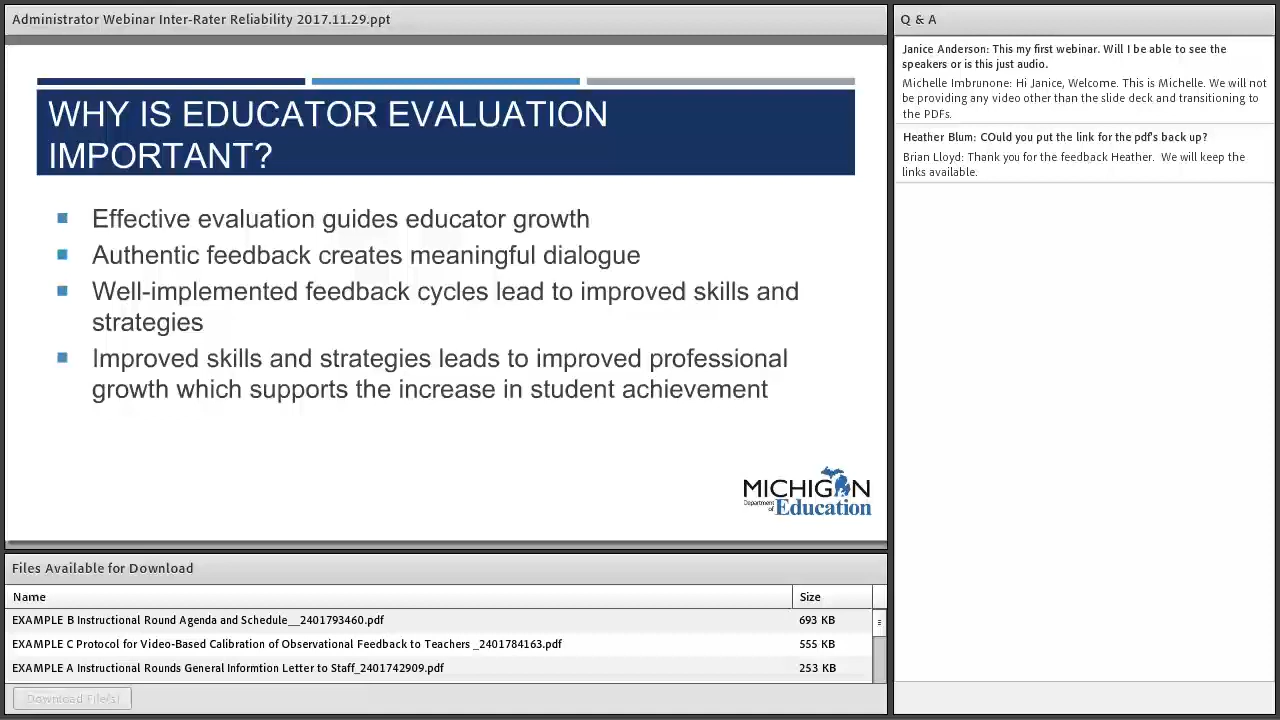 Administrator Webinar Inter-Rater Reliability 2017.11.29.ppt
WHY IS EDUCATOR EVALUATION
IMPORTANT?
Effective evaluation guides educator growth
Authentic feedback creates meaningful dialogue
Well-implemented feedback cycles lead to improved skills and
strategies
Improved skills and strategies leads to improved professional
growth which supports the increase in student achievement
MICHIGAN
Department
of Education
Files Available for Download
Name Size
EXAMPLE B Instructional Round Agenda and Schedule__2401793460.pdf 693 KB
EXAMPLE C Protocol for Video-Based Calibration of Observational Feedback to Teachers _2401784163.pdf 555 KB
EXAMPLE A Instructional Rounds General Informtion Letter to Staff_2401742909.pdf 253 KB
Download File(s)
Q & A
Janice Anderson: This my first webinar. Will I be able to see the
speakers or is this just audio.
Michelle Imbrunone: Hi Janice, Welcome. This is Michelle. We will not
be providing any video other than the slide deck and transitioning to
the PDFs.
Heather Blum: COuld you put the link for the pdf's back up?
Brian Lloyd: Thank you for the feedback Heather. We will keep the
links available.